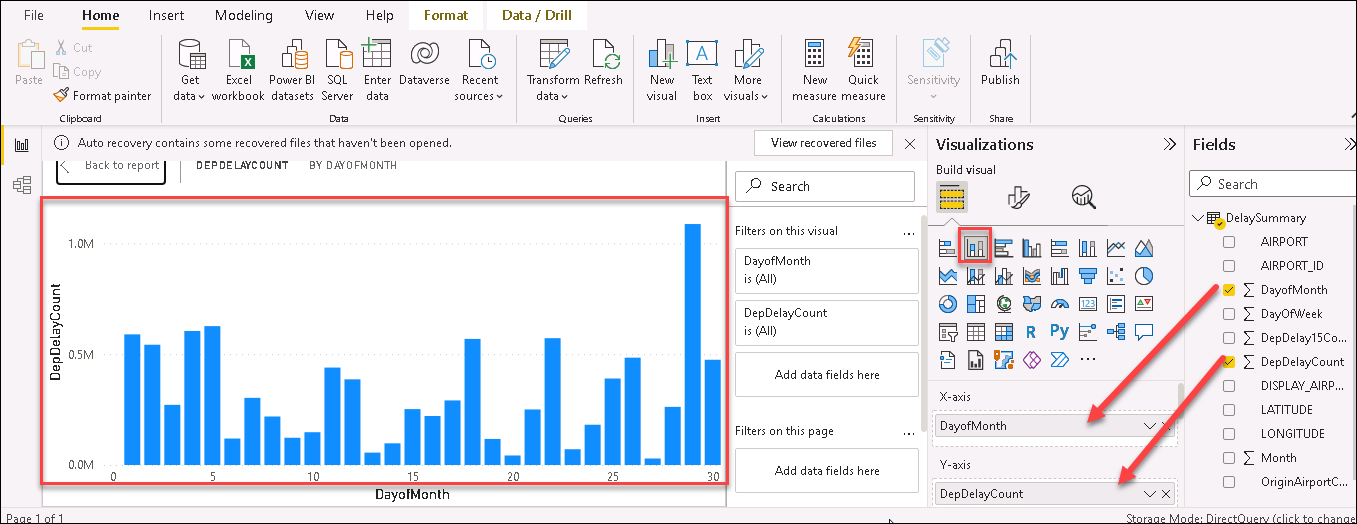 File Home Insert Modeling View Help Format Data / Drill
Paste
Cut
Copy
Format painter
Clipboard
Get data
Excel workbook
Power BI datasets
SQL Server
Enter data
Dataverse
Recent sources
Data
Transform data
Refresh
Queries
New visual
Text box
More visuals
Insert
New measure
Quick measure
Calculations
Sensitivity
Sensitivity
Publish
Share
Auto recovery contains some recovered files that haven't been opened.
View recovered files
Back to report
DEPDELAYCOUNT BY DAYOFMONTH
DepDelayCount
1.0M
0.5M
0.0M
0 5 10 15 20 25 30
DayofMonth
Search
Filters on this visual ...
DayofMonth
is (All)
DepDelayCount
is (All)
Add data fields here
Filters on this page ...
Add data fields here
Visualizations
Build visual
123
R Py
...
X-axis
DayofMonth
Y-axis
DepDelayCount
Fields
Search
DelaySummary
AIRPORT
AIRPORT_ID
∑ DayofMonth
∑ DayOfWeek
∑ DepDelay15Co...
∑ DepDelayCount
DISPLAY_AIRP...
LATITUDE
LONGITUDE
∑ Month
OriginAirportC...
Page 1 of 1
Storage Mode: DirectQuery (click to change